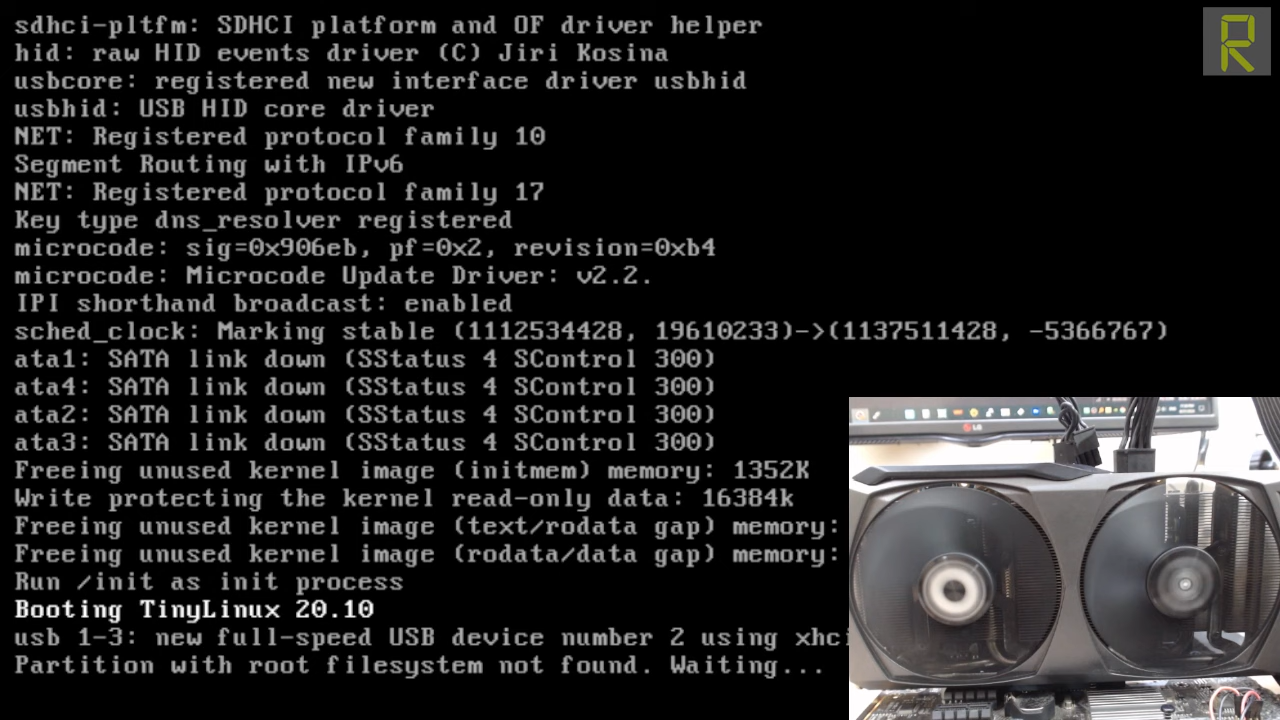 sdhci-pltfm: SDHCI platform and OF driver helper
hid: raw HID events driver (C) Jiri Kosina
usbcore: registered new interface driver usbhid
usbhid: USB HID core driver
NET: Registered protocol family 10
Segment Routing with IPv6
NET: Registered protocol family 17
Key type dns_resolver registered
microcode: sig=0x906eb, pf=0x2, revision=0xb4
microcode: Microcode Update Driver: v2.2.
IPI shorthand broadcast: enabled
sched_clock: Marking stable (1112534428, 19610233)->(1137511428, -5366767)
ata1: SATA link down (SStatus 4 SControl 300)
ata4: SATA link down (SStatus 4 SControl 300)
ata2: SATA link down (SStatus 4 SControl 300)
ata3: SATA link down (SStatus 4 SControl 300)
Freeing unused kernel image (initmem) memory: 1352K
Write protecting the kernel read-only data: 16384k
Freeing unused kernel image (text/rodata gap) memory:
Freeing unused kernel image (rodata/data gap) memory:
Run /init as init process
Booting TinyLinux 20.10
usb 1-3: new full-speed USB device number 2 using xhci
Partition with root filesystem not found. Waiting...
R
LG